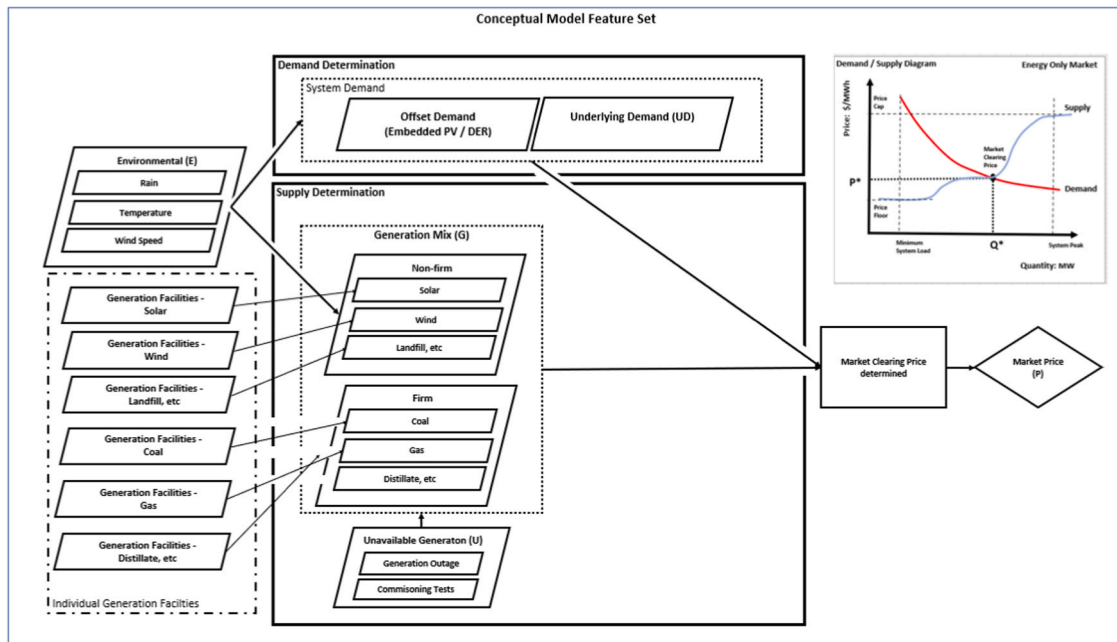 Conceptual Model Feature Set
Demand Determination
System Demand
Offset Demand
(Embedded PV / DER)
Underlying Demand (UD)
Environmental (E)
Rain
Temperature
Wind Speed
Supply Determination
Generation Mix (G)
Non-firm
Solar
Wind
Landfill, etc
Firm
Coal
Gas
Distillate, etc
Unavailable Generaton (U)
Generation Outage
Commisoning Tests
Generation Facilities -
Solar
Generation Facilities -
Wind
Generation Facilities -
Landfill, etc
Generation Facilities -
Coal
Generation Facilities -
Gas
Generation Facilities -
Distillate, etc
Individual Generation Facilties
Demand / Supply Diagram
Energy Only Market
Price: $/MWh
Price
Cap
Supply
Market
Clearing
Price
P*
Demand
Price
Floor
Minimum
System Load
Q*
System Peak
Quantity: MW
Market Clearing Price
determined
Market Price
(P)